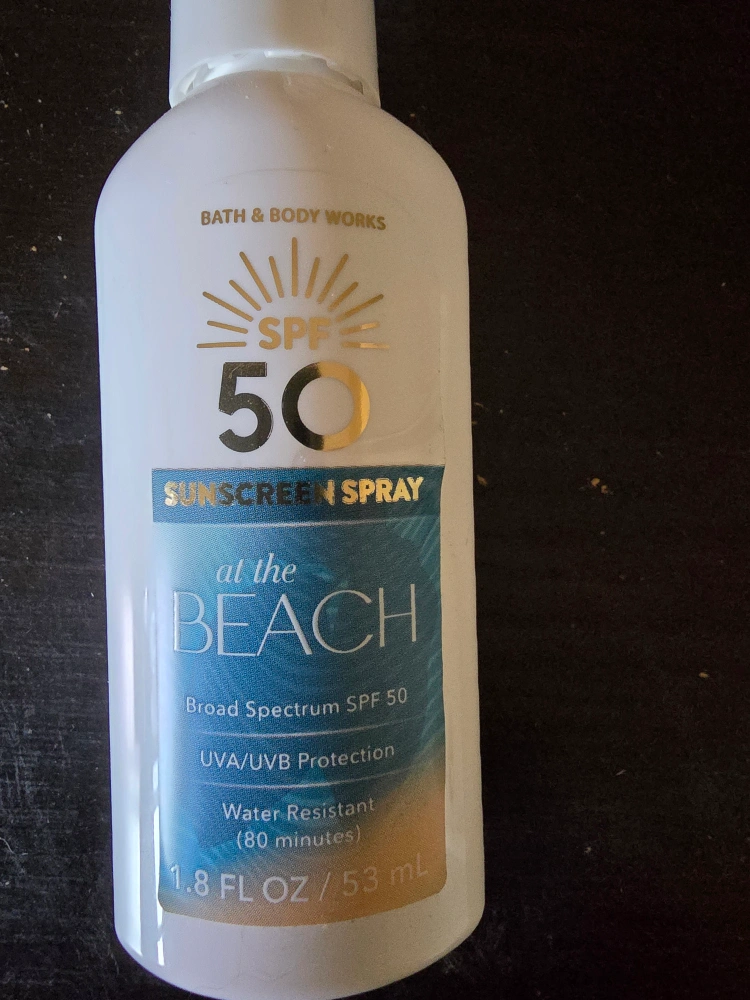 BATH & BODY WORKS
SPF
50
SUNSCREEN SPRAY
at the
BEACH
Broad Spectrum SPF 50
UVA/UVB Protection
Water Resistant
(80 minutes)
1.8 FL OZ / 53 mL